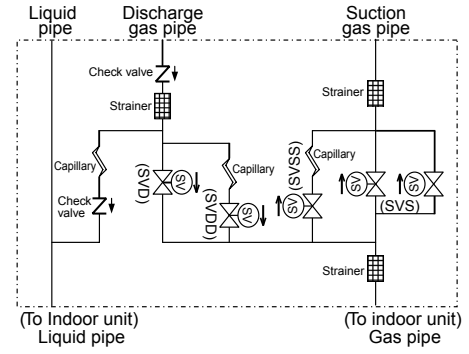 Liquid
pipe
Discharge
gas pipe
Suction
gas pipe
Check valve
Strainer
Strainer
Capillary
(SVD)
SV
Capillary
(SSVS)
Capillary
SV
SV
(SVS)
Check
valve
(SVDD)
SV
SV
Strainer
(To Indoor unit)
Liquid pipe
(To indoor unit)
Gas pipe